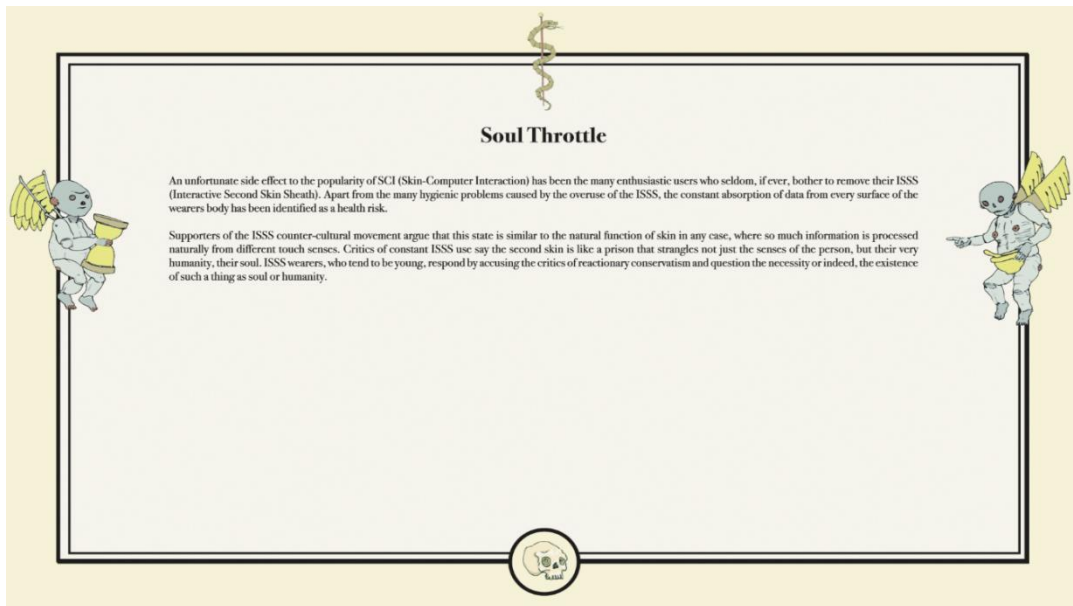 Soul Throttle
An unfortunate side effect to the popularity of SCI (Skin-Computer Interaction) has been the many enthusiastic users who seldom, if ever, bother to remove their ISSS
(Interactive Second Skin Sheath). Apart from the many hygienic problems caused by the overuse of the ISSS, the constant absorption of data from every surface of the
wearers body has been identified as a health risk.
Supporters of the ISSS counter-cultural movement argue that this state is similar to the natural function of skin in any case, where so much information is processed
naturally from different touch senses. Critics of constant ISSS use say the second skin is like a prison that strangles not just the senses of the person, but their very
humanity, their soul. ISSS wearers, who tend to be young, respond by accusing the critics of reactionary conservatism and question the necessity or indeed, the existence
of such a thing as soul or humanity.